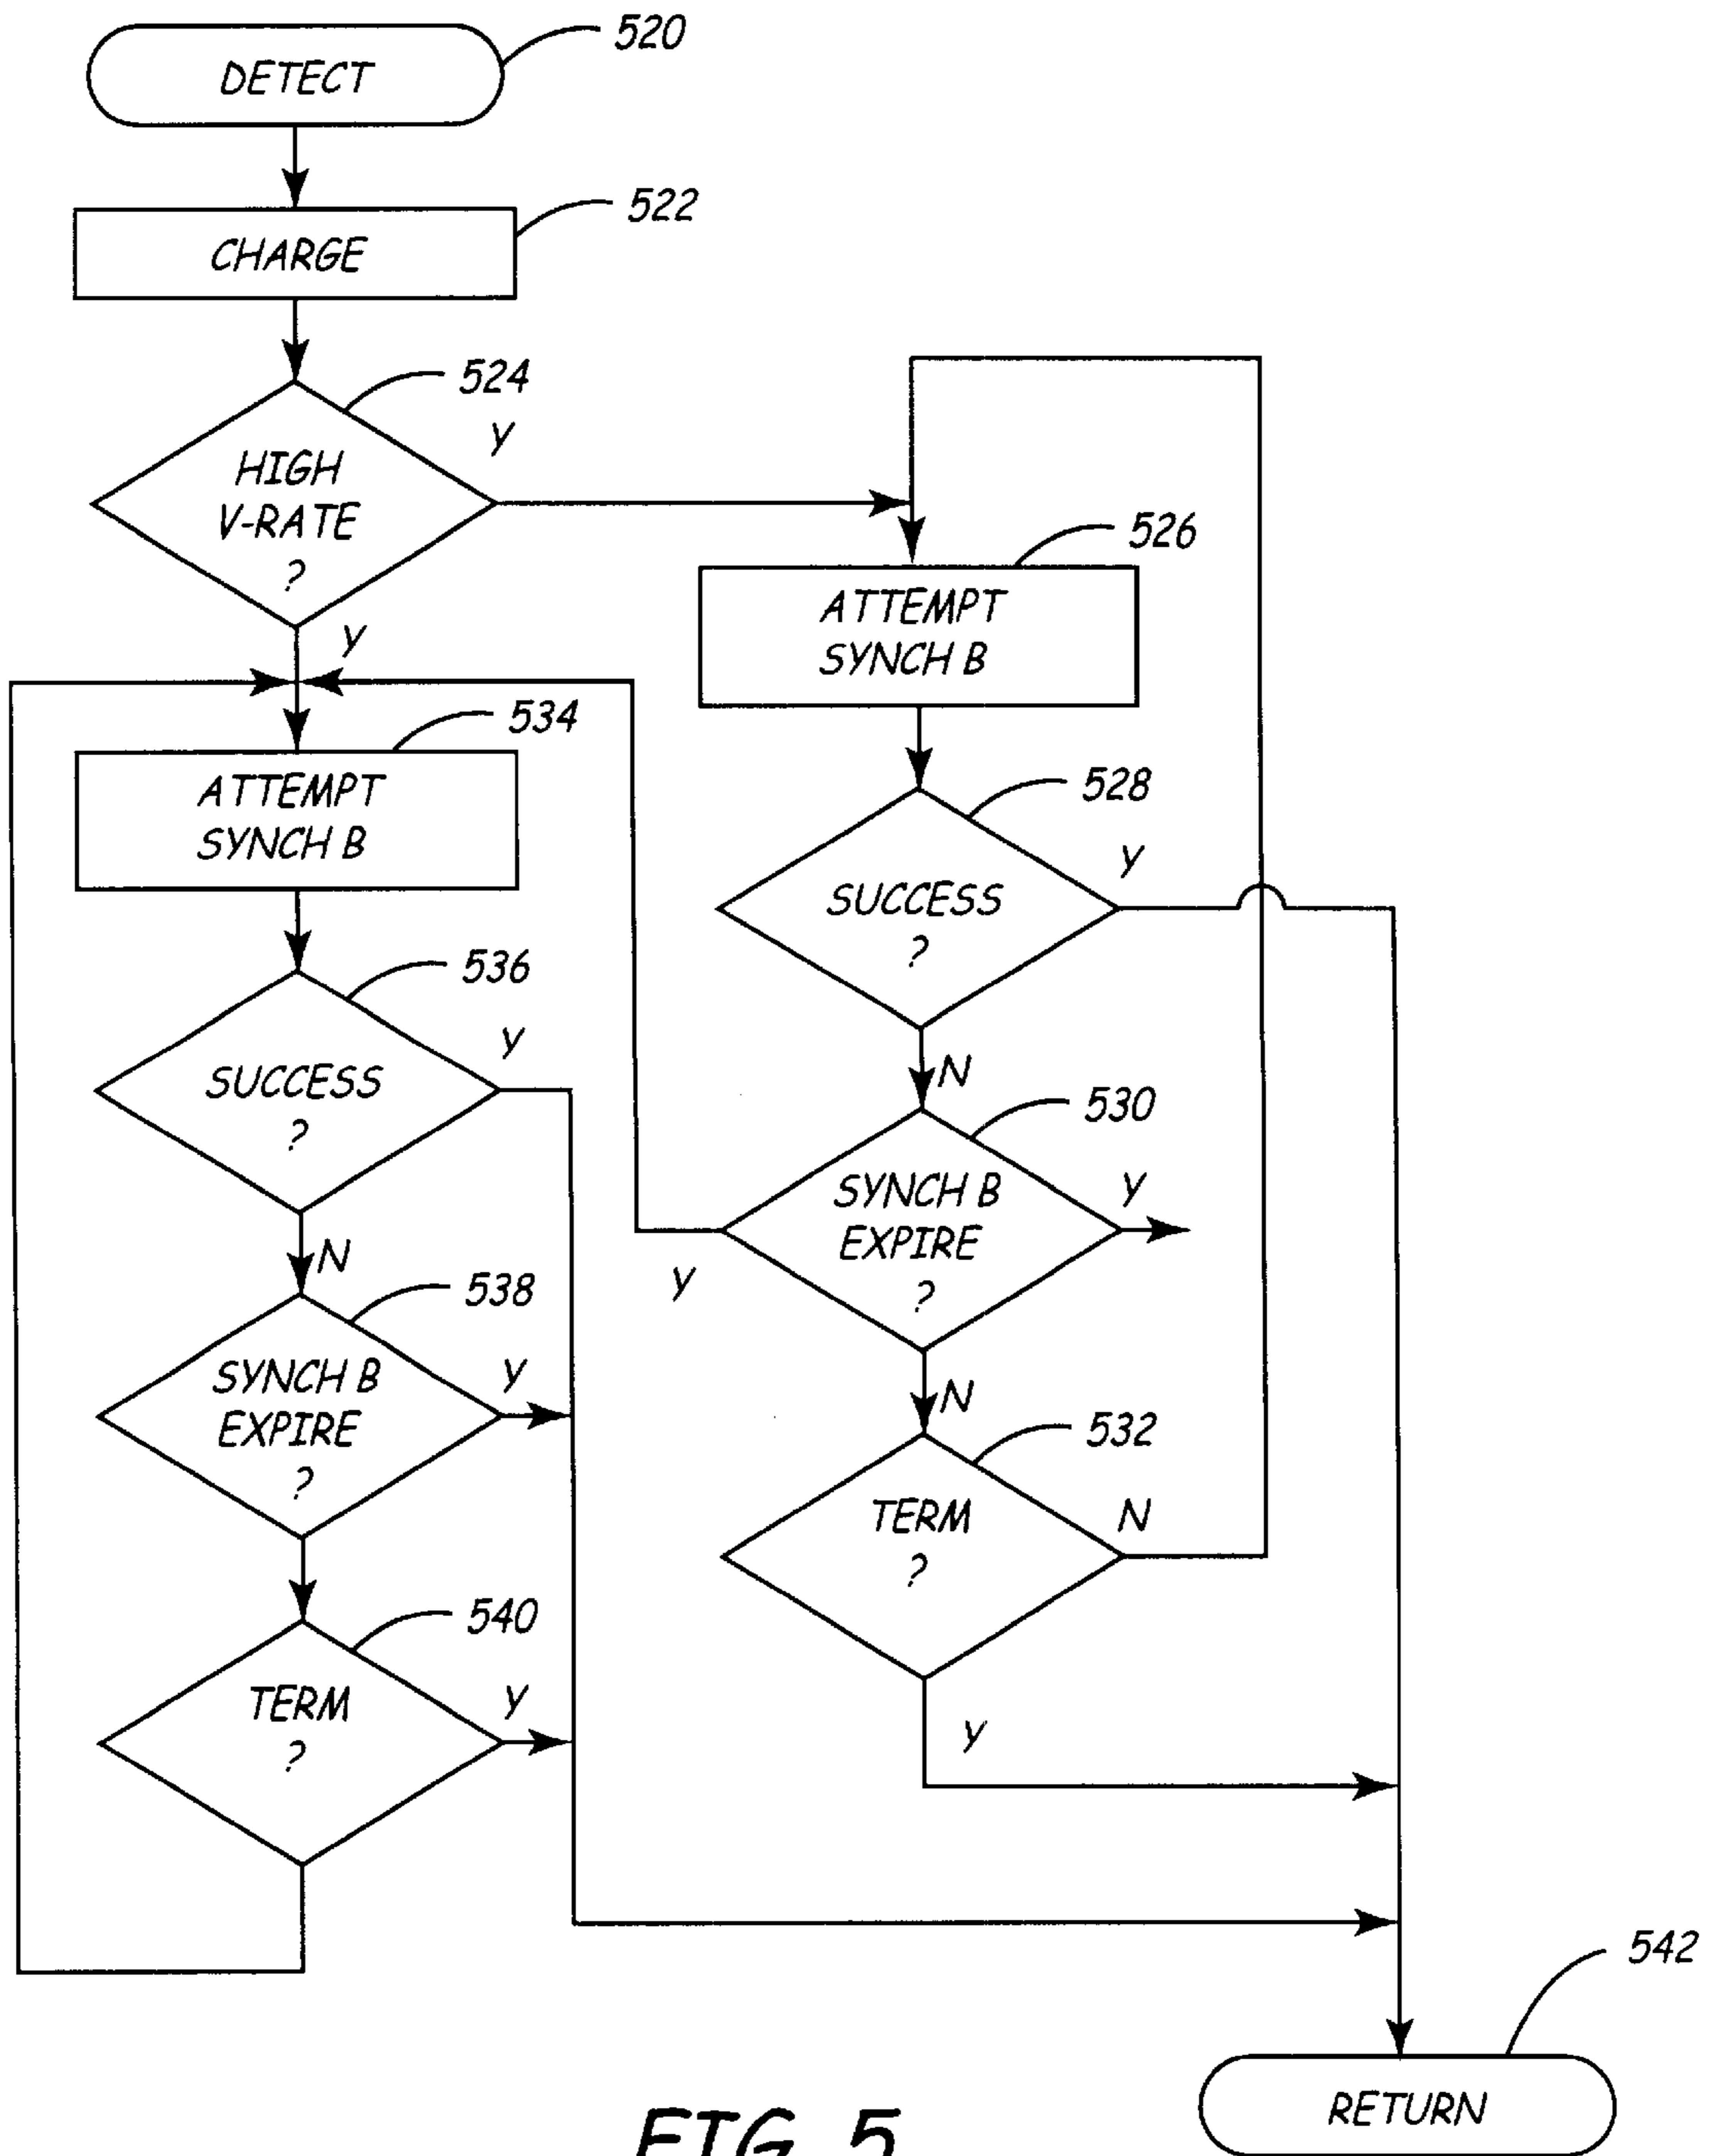 520
DETECT
522
CHARGE
524
Y
HIGH
V-RATE
?
Y
526
ATTEMPT
SYNCH B
534
ATTEMPT
SYNCH B
528
Y
SUCCESS
?
N
536
Y
SUCCESS
?
N
530
SYNCH B
EXPIRE
?
Y
Y
N
538
SYNCH B
EXPIRE
?
Y
532
TERM
?
N
Y
540
TERM
?
Y
542
RETURN
FIG. 5